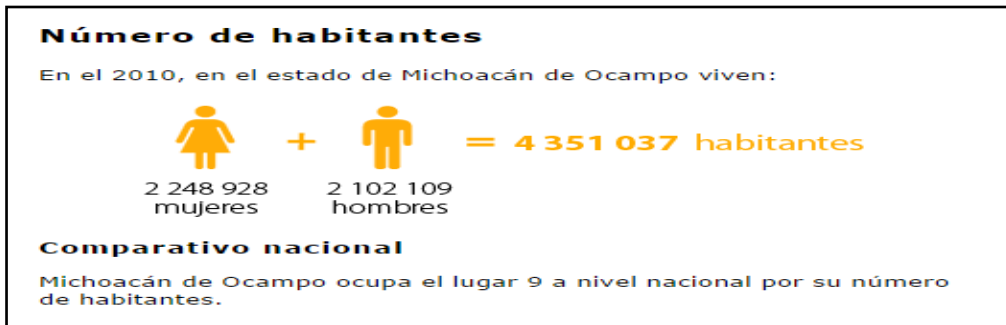 Número de habitantes
En el 2010, en el estado de Michoacán de Ocampo viven:
+ = 4 351 037 habitantes
2 248 928 2 102 109
mujeres hombres
Comparativo nacional
Michoacán de Ocampo ocupa el lugar 9 a nivel nacional por su número
de habitantes.